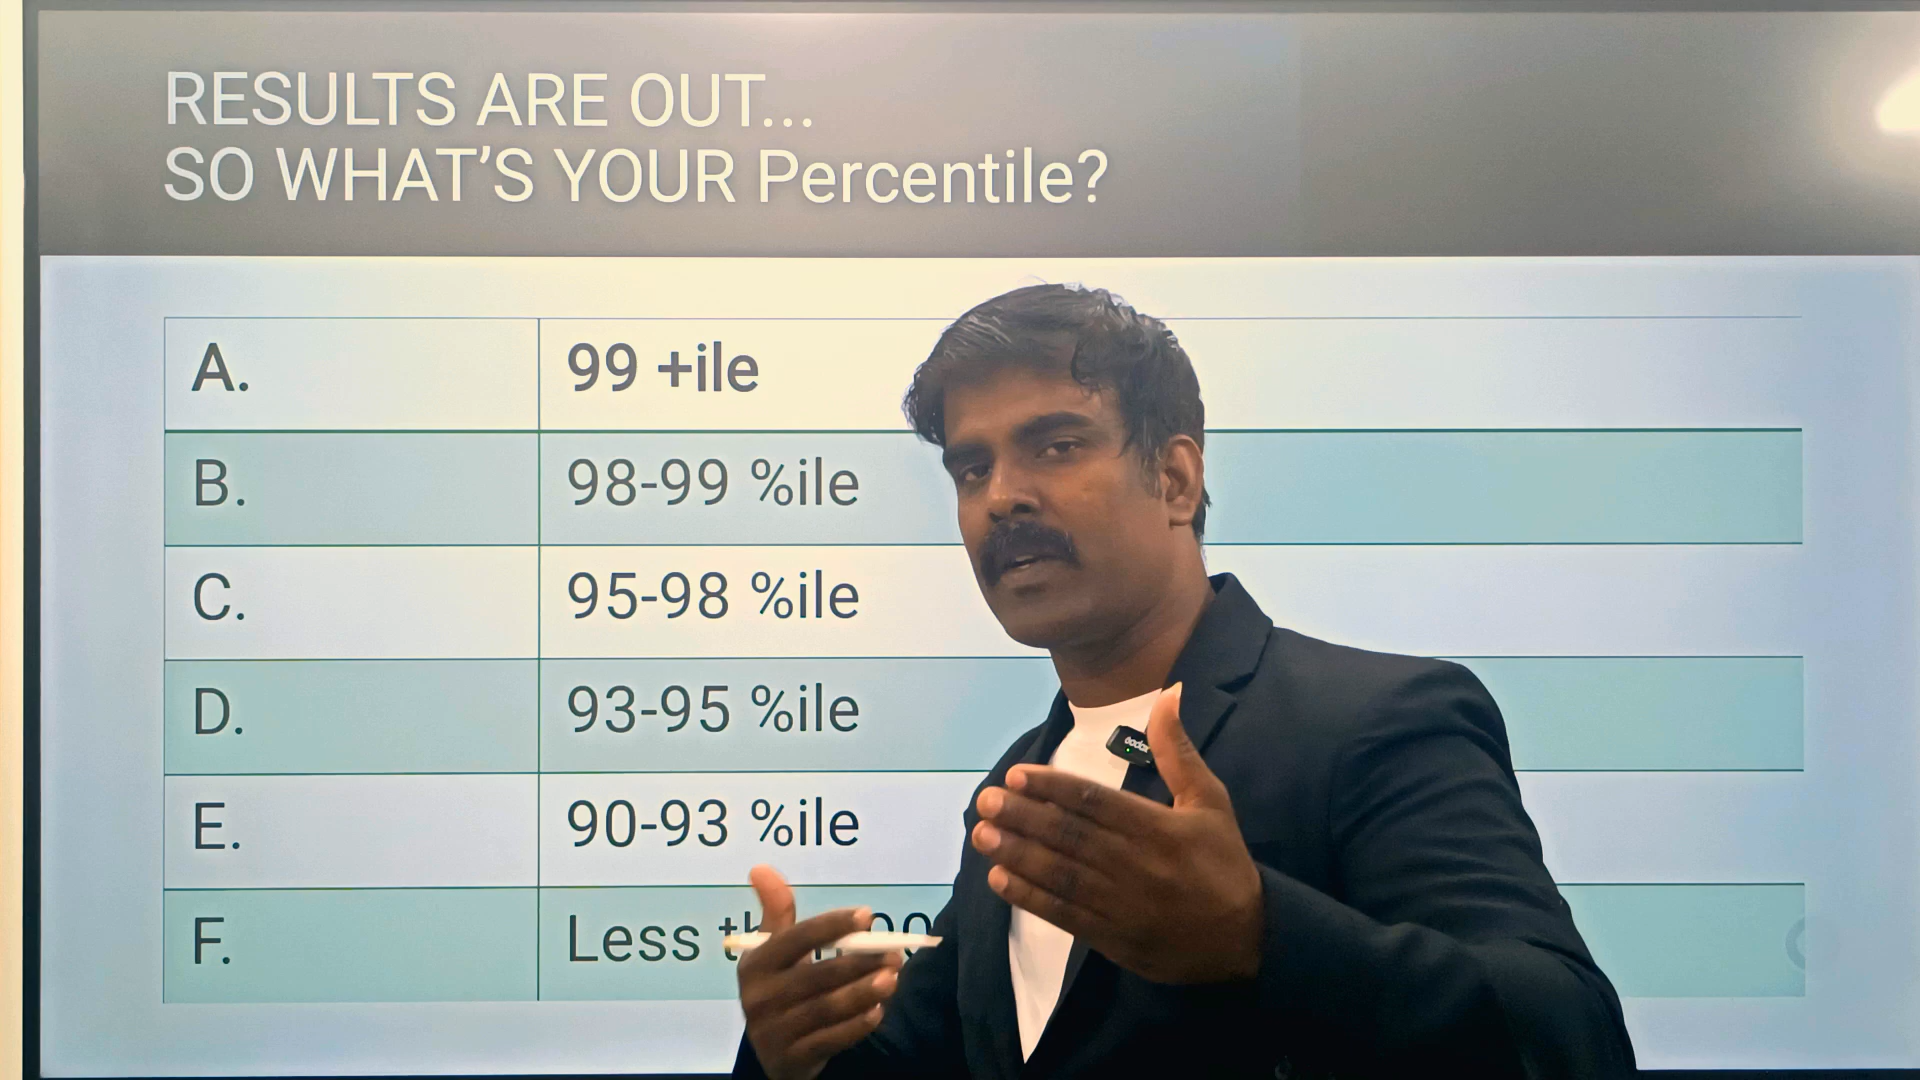 RESULTS ARE OUT...
SO WHAT'S YOUR Percentile?
A. 99 +ile
B. 98-99 %ile
C. 95-98 %ile
D. 93-95 %ile
E. 90-93 %ile
F. Less
Godox